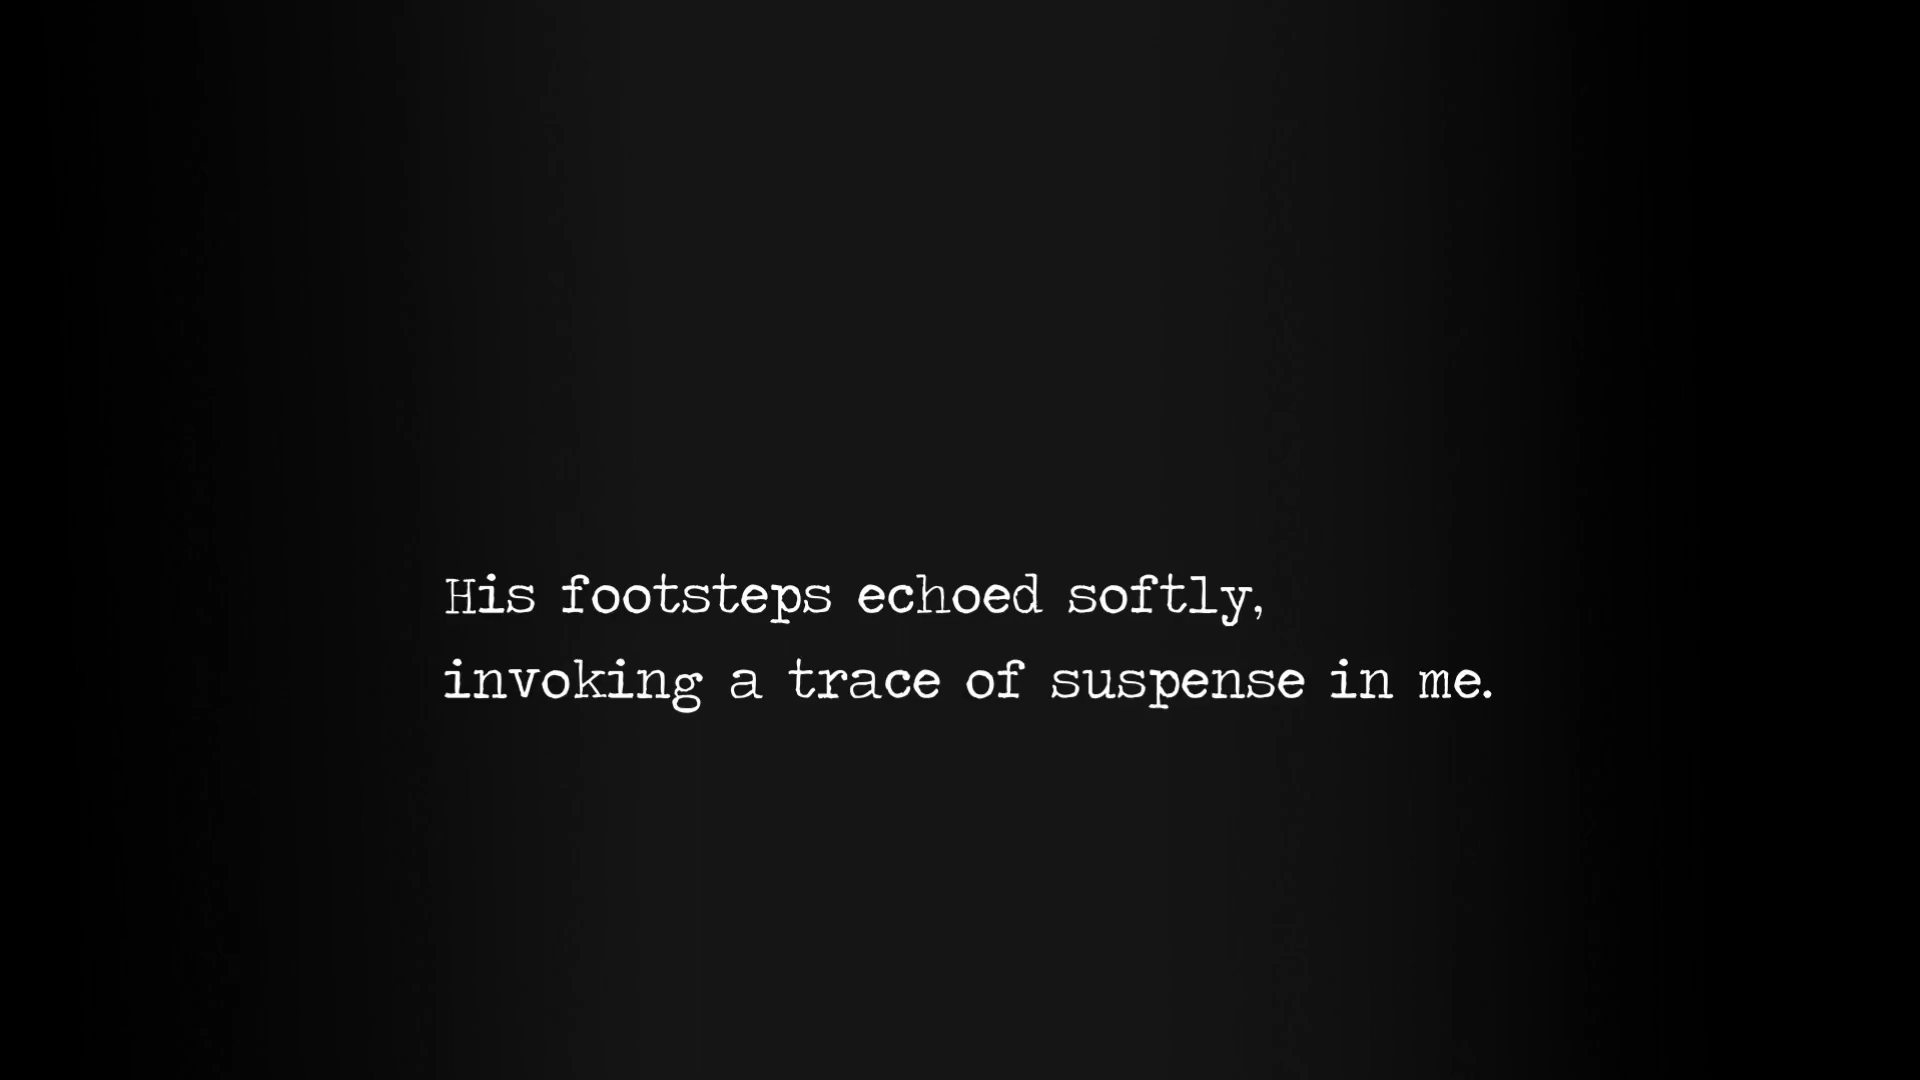 His footsteps echoed softly,
invoking a trace of suspense in me.